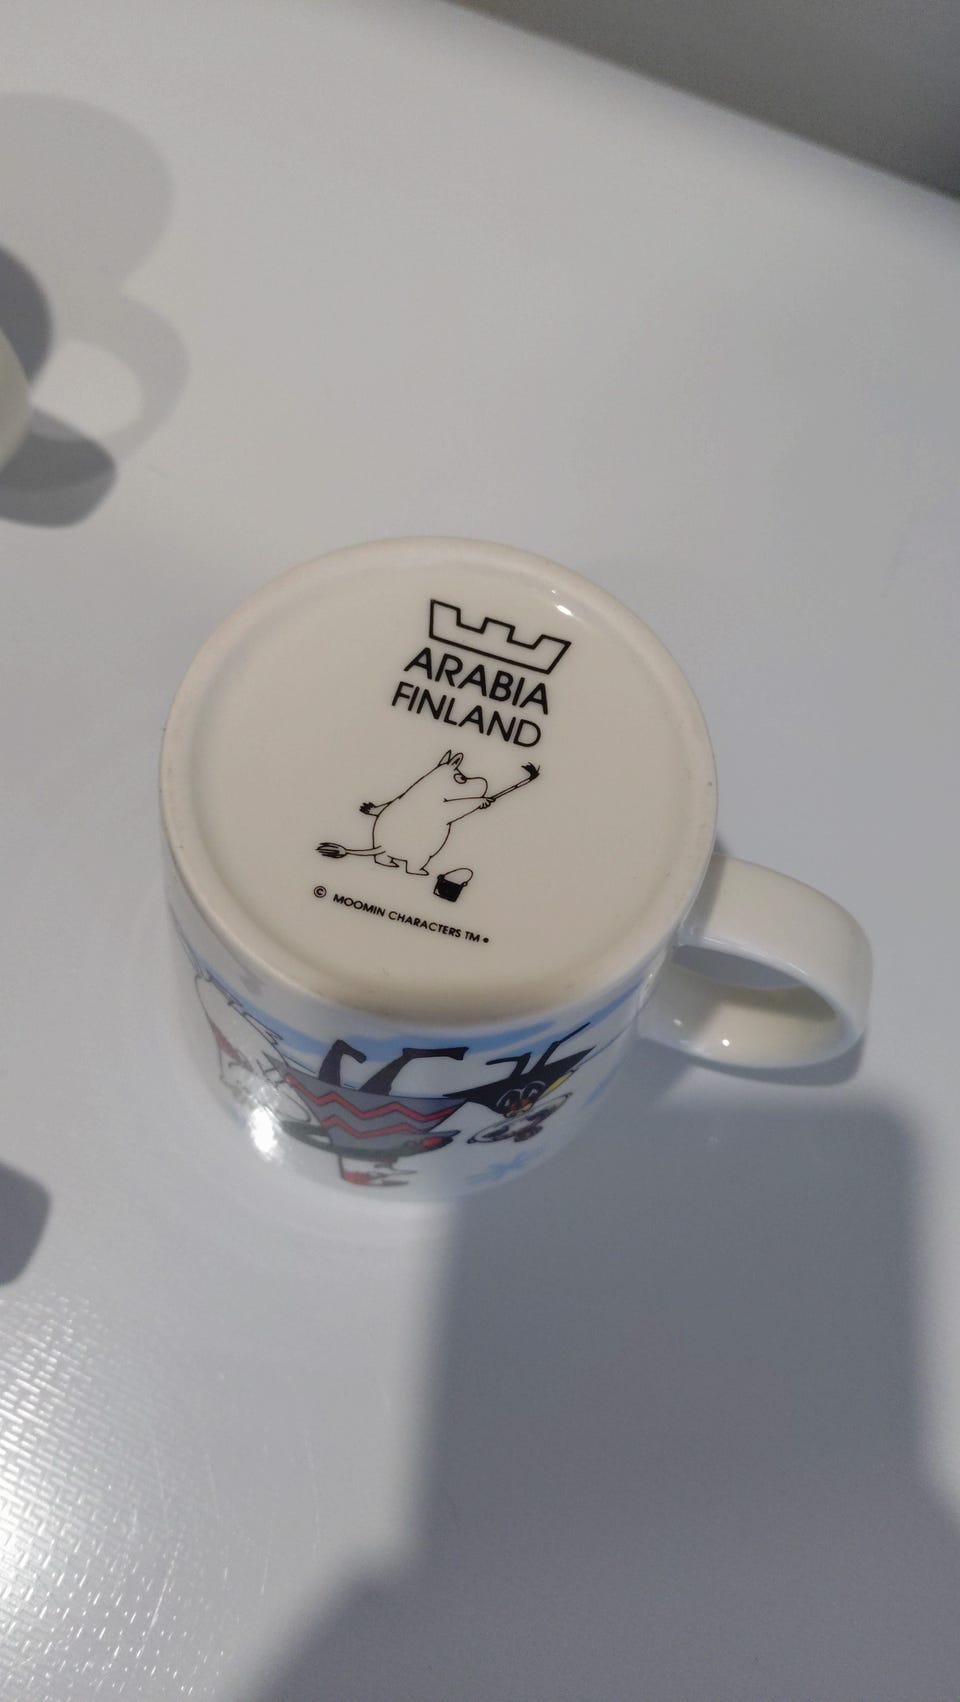 ARABIA
FINLAND
© MOOMIN CHARACTERS TM •